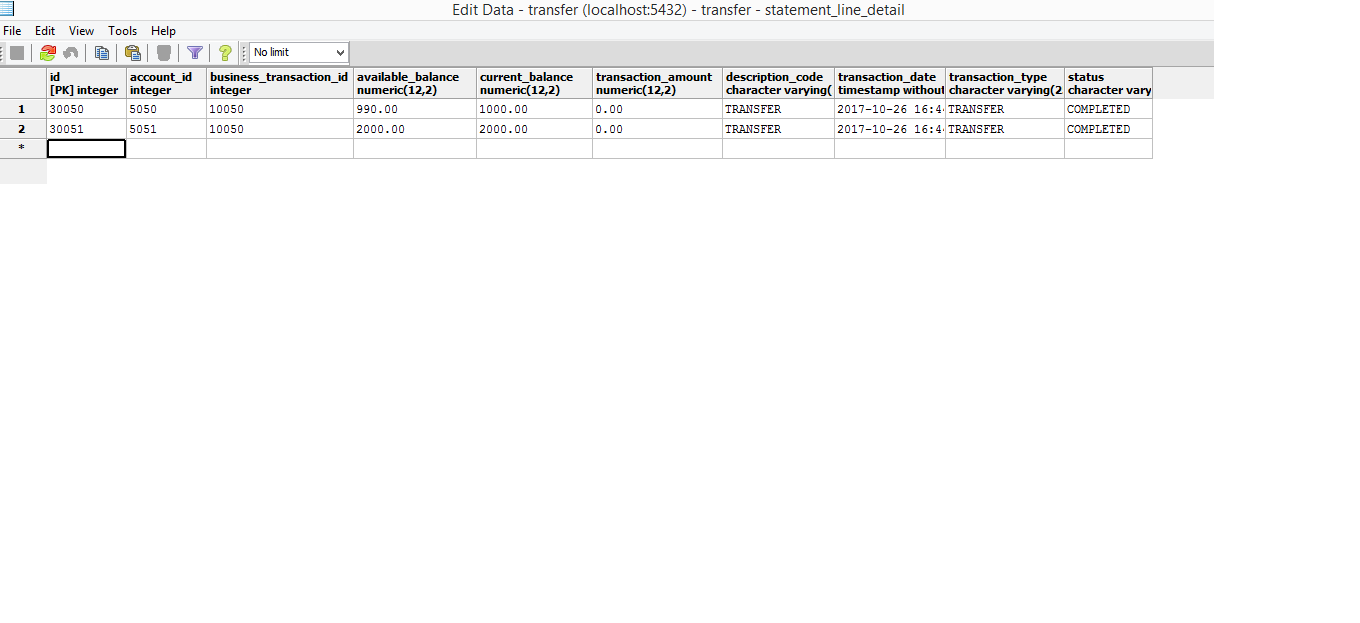 Edit Data - transfer (localhost:5432) - transfer - statement_line_detail
File Edit View Tools Help
No limit
id account_id business_transaction_id available_balance current_balance transaction_amount description_code transaction_date transaction_type status
[PK] integer integer integer numeric(12,2) numeric(12,2) numeric(12,2) character varying( timestamp without character varying(2 character vary
1 30050 5050 10050 990.00 1000.00 0.00 TRANSFER 2017-10-26 16:4 TRANSFER COMPLETED
2 30051 5051 10050 2000.00 2000.00 0.00 TRANSFER 2017-10-26 16:4 TRANSFER COMPLETED
*